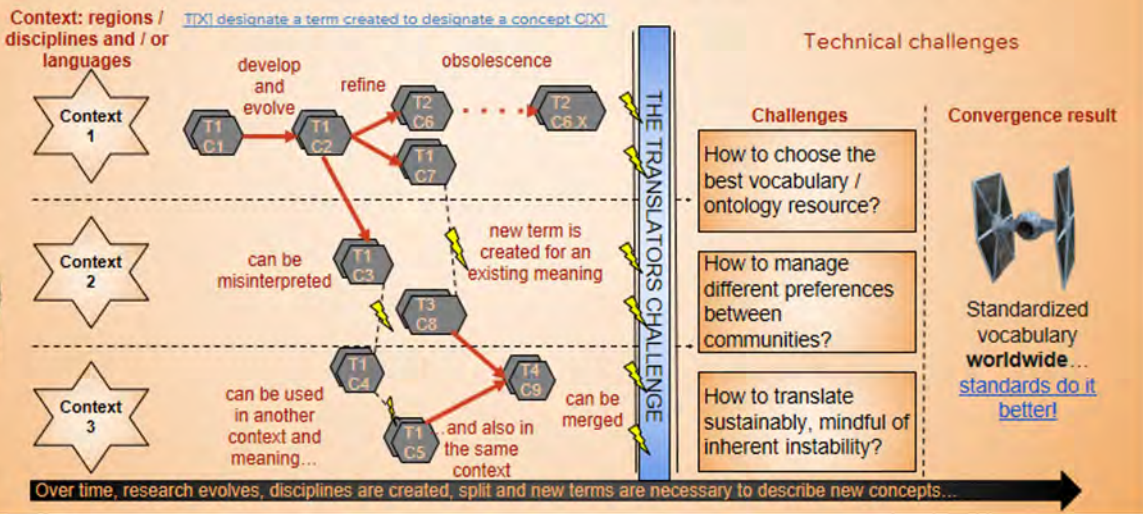 Context: regions /
disciplines and / or
languages
T[X] designate a term created to designate a concept C[X]
Technical challenges
develop
and
evolve
refine
obsolescence
Context
1
T1
C1
T1
C2
T2
C6
T2
C6 X
T1
C7
Context
2
can be
misinterpreted
T1
C3
new term is
created for an
existing meaning
T3
C8
Context
3
T1
C4
can be used
in another
context and
meaning...
T1
C5
...and also in
the same
context
T4
C9
can be
merged
THE TRANSLATORS CHALLENGE
Challenges
How to choose the
best vocabulary /
ontology resource?
How to manage
different preferences
between
communities?
How to translate
sustainably, mindful of
inherent instability?
Convergence result
Standardized
vocabulary
worldwide...
standards do it
better!
Over time, research evolves, disciplines are created, split and new terms are necessary to describe new concepts...